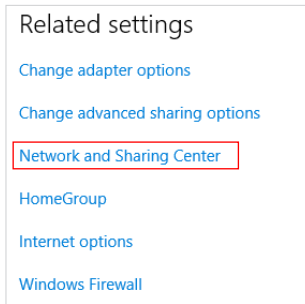 Related settings
Change adapter options
Change advanced sharing options
Network and Sharing Center
HomeGroup
Internet options
Windows Firewall